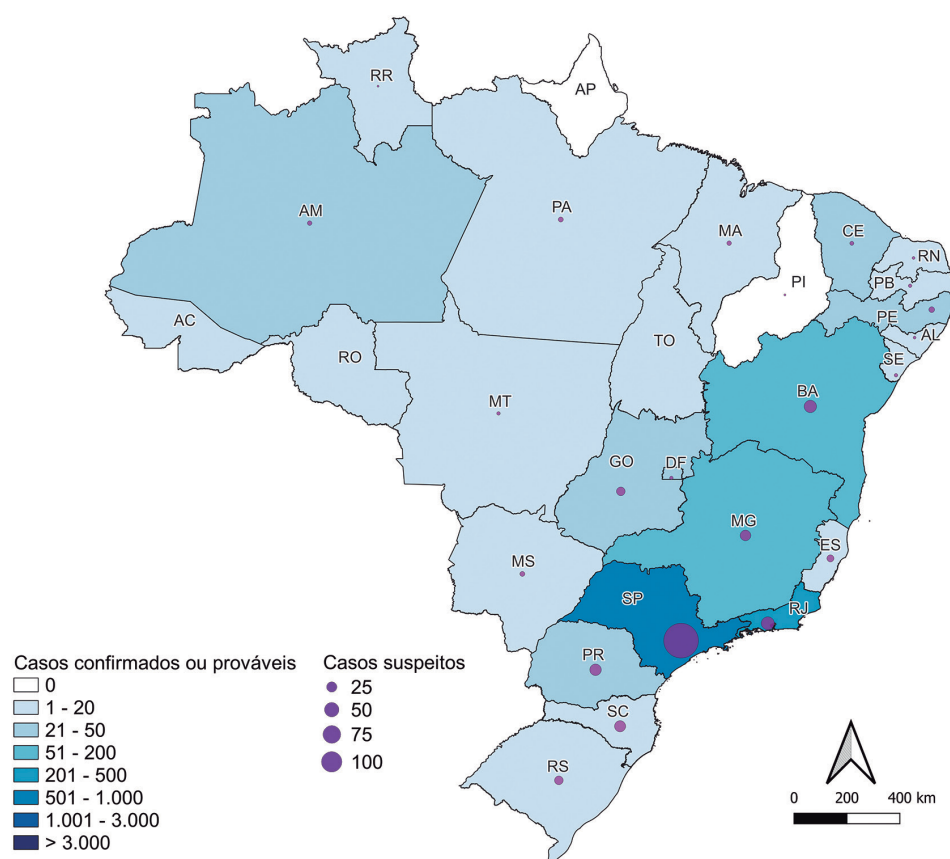 RR
AP
AM
PA
MA
CE
RN
PB
PI
PE
AC
AL
TO
SE
RO
BA
MT
GO
DF
MG
ES
MS
SP
RJ
PR
SC
RS
Casos confirmados ou prováveis
0
1 - 20
21 - 50
51 - 200
201 - 500
501 - 1.000
1.001 - 3.000
> 3.000
Casos suspeitos
25
50
75
100
0 200 400 km